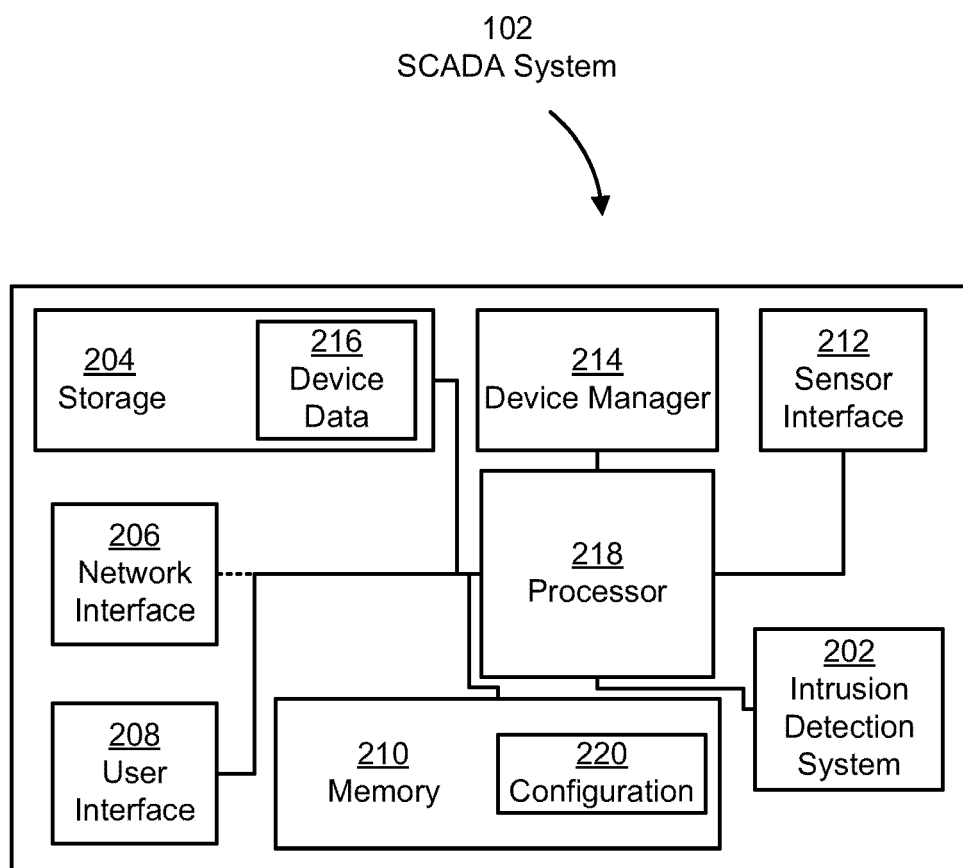 102
SCADA System
204
Storage
216
Device
Data
214
Device Manager
212
Sensor
Interface
206
Network
Interface
218
Processor
202
Intrusion
Detection
System
208
User
Interface
210
Memory
220
Configuration